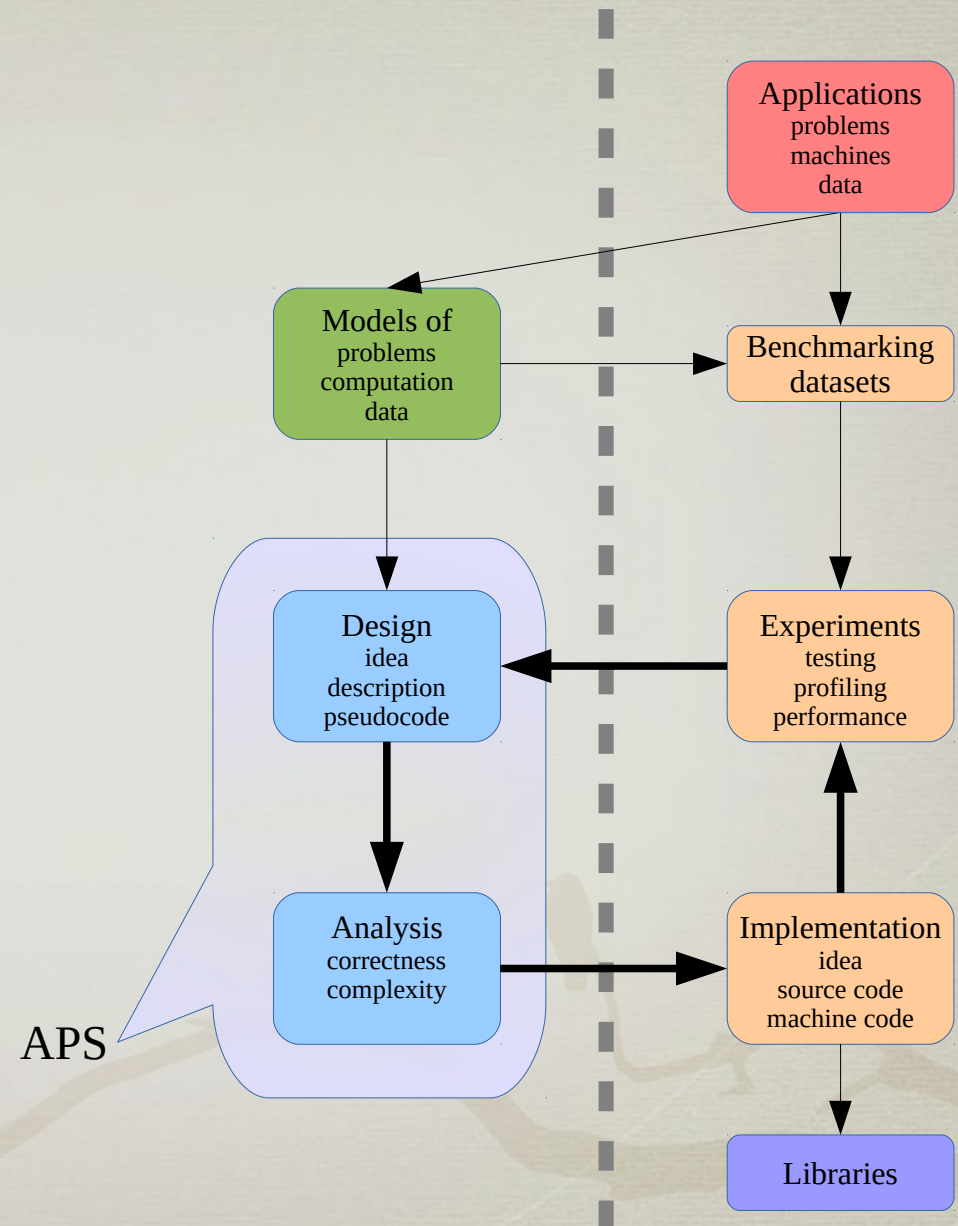 Applications
problems
machines
data
Models of
problems
computation
data
Benchmarking
datasets
Design
idea
description
pseudocode
Experiments
testing
profiling
performance
Analysis
correctness
complexity
Implementation
idea
source code
machine code
APS
Libraries